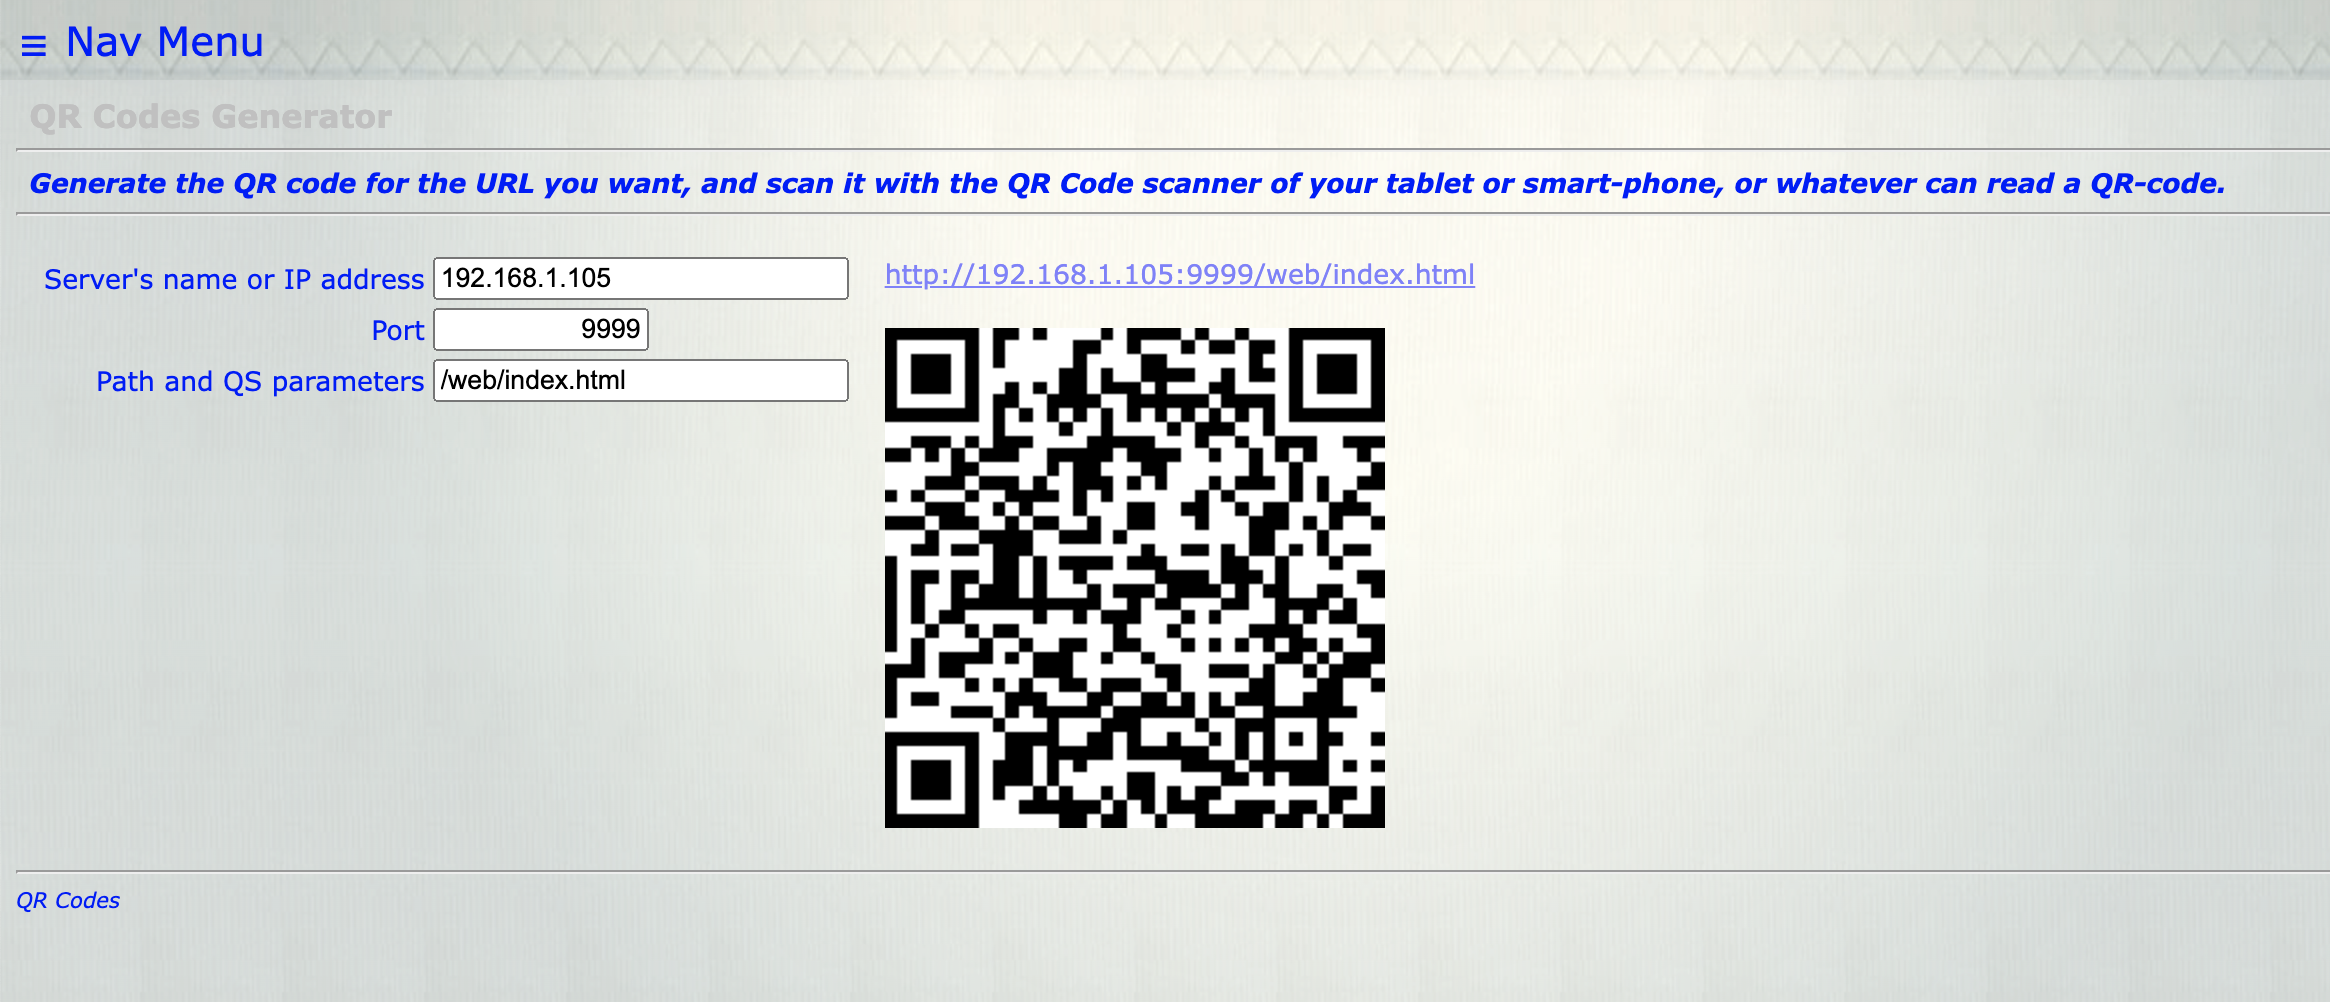 ≡ Nav Menu
QR Codes Generator
Generate the QR code for the URL you want, and scan it with the QR Code scanner of your tablet or smart-phone, or whatever can read a QR-code.
Server's name or IP address 192.168.1.105
http://192.168.1.105:9999/web/index.html
Port 9999
Path and QS parameters /web/index.html
QR Codes